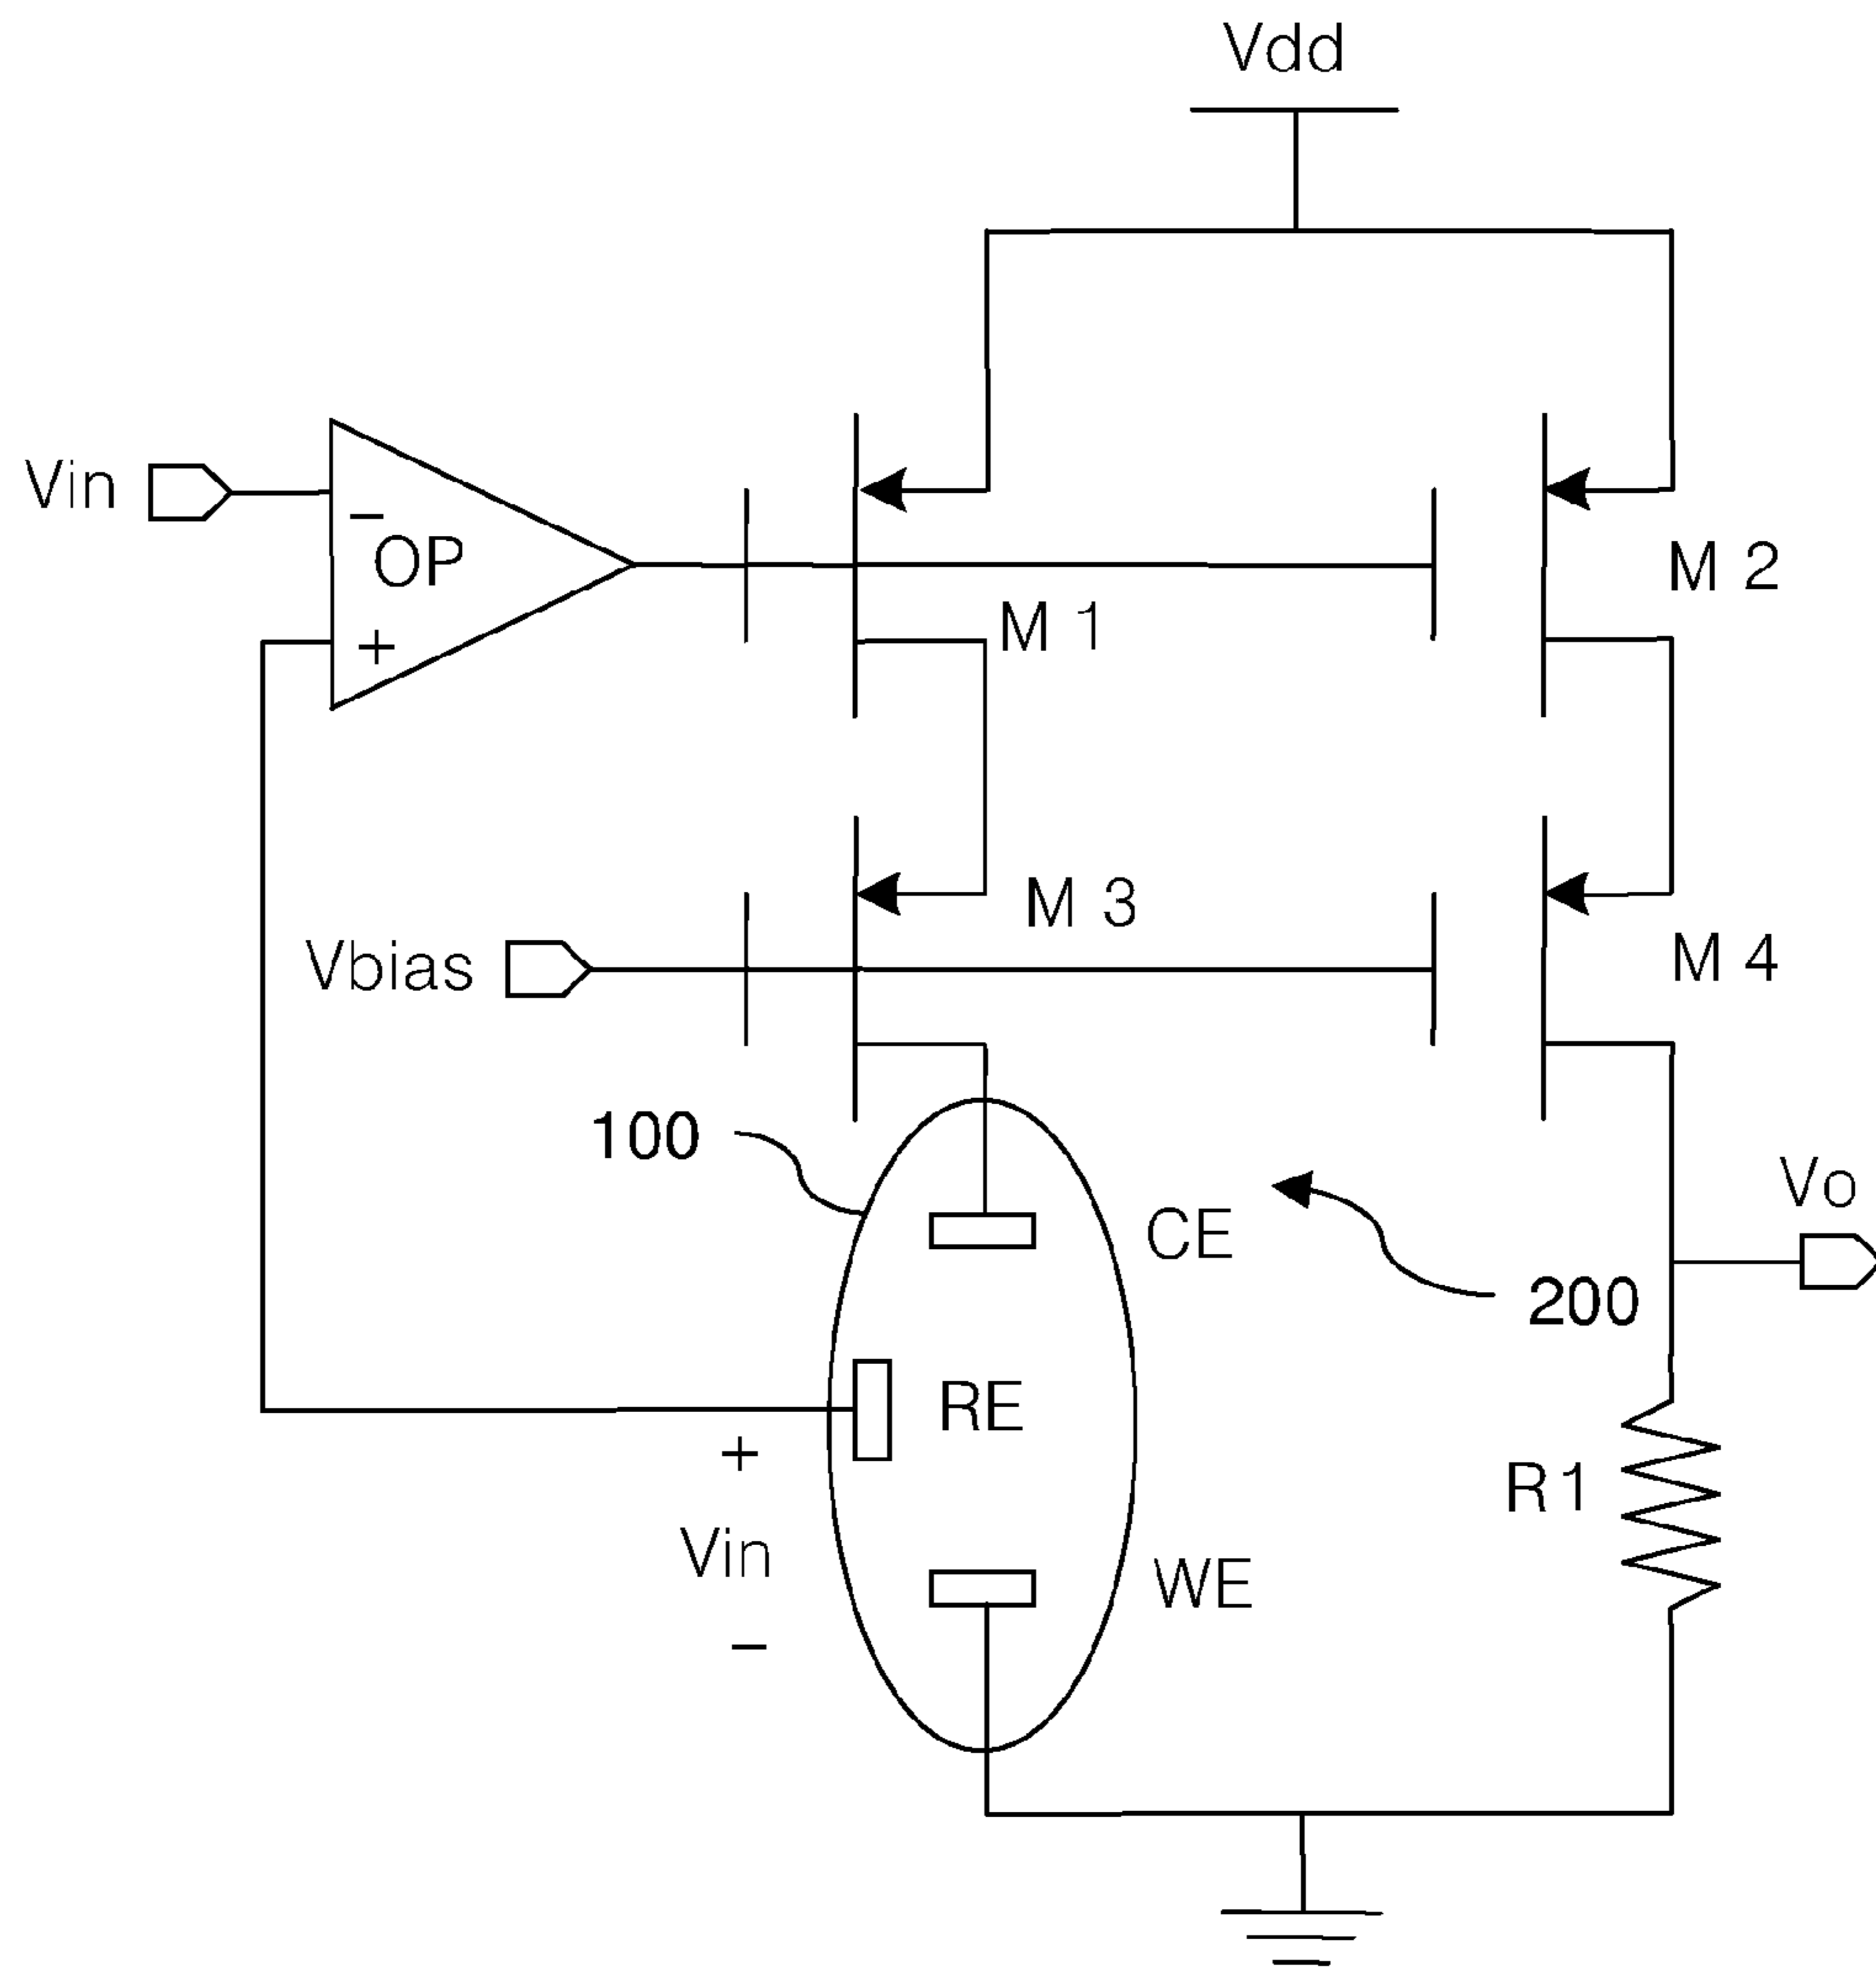 Vdd
Vin
−
OP
+
M 1
M 2
M 3
Vbias
M 4
100
CE
Vo
200
RE
+
R1
Vin
WE
−